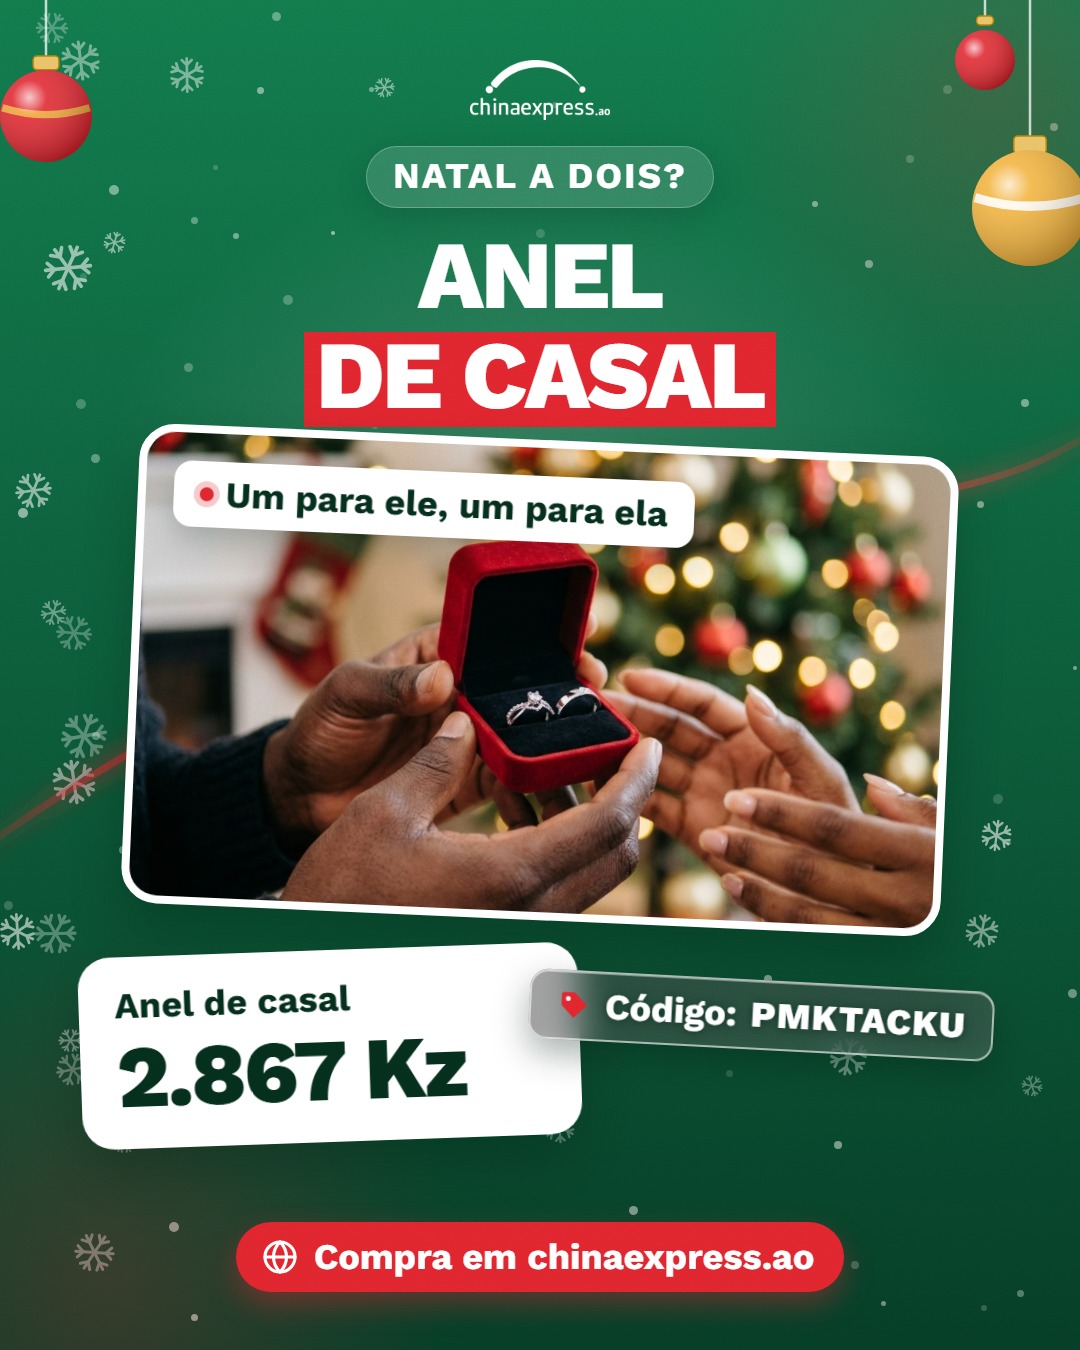 chinaexpress.ao
NATAL A DOIS?
ANEL
DE CASAL
Um para ele, um para ela
Anel de casal
2.867 Kz
Código: PMKTACKU
Compra em chinaexpress.ao